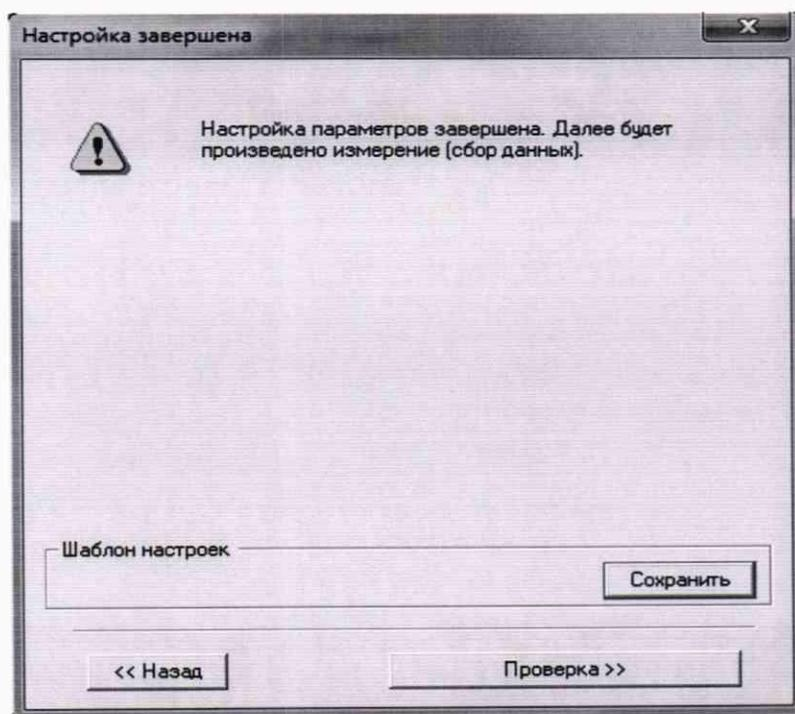 Настройка завершена
Настройка параметров завершена. Далее будет
произведено измерение (сбор данных).
Шаблон настроек
Сохранить
<< Назад
Проверка >>